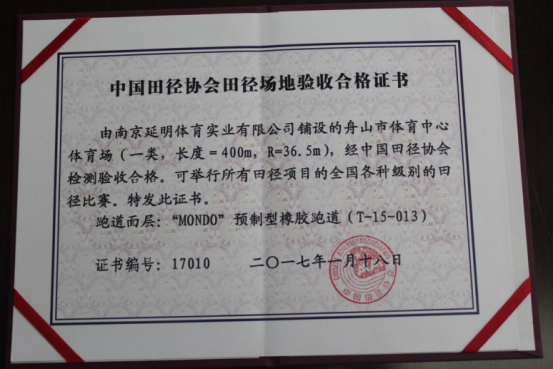 中国田径协会田径场地验收合格证书
由南京延明体育实业有限公司铺设的舟山市体育中心
体育场（一类，长度=400m，R=36.5m），经中国田径协会
检测验收合格。可举行所有田径项目的全国各种级别的田
径比赛。特发此证书。
跑道面层：“MONDO”预制型橡胶跑道（T-15-013）
证书编号：17010 二〇一七年一月十八日
中国田径协会